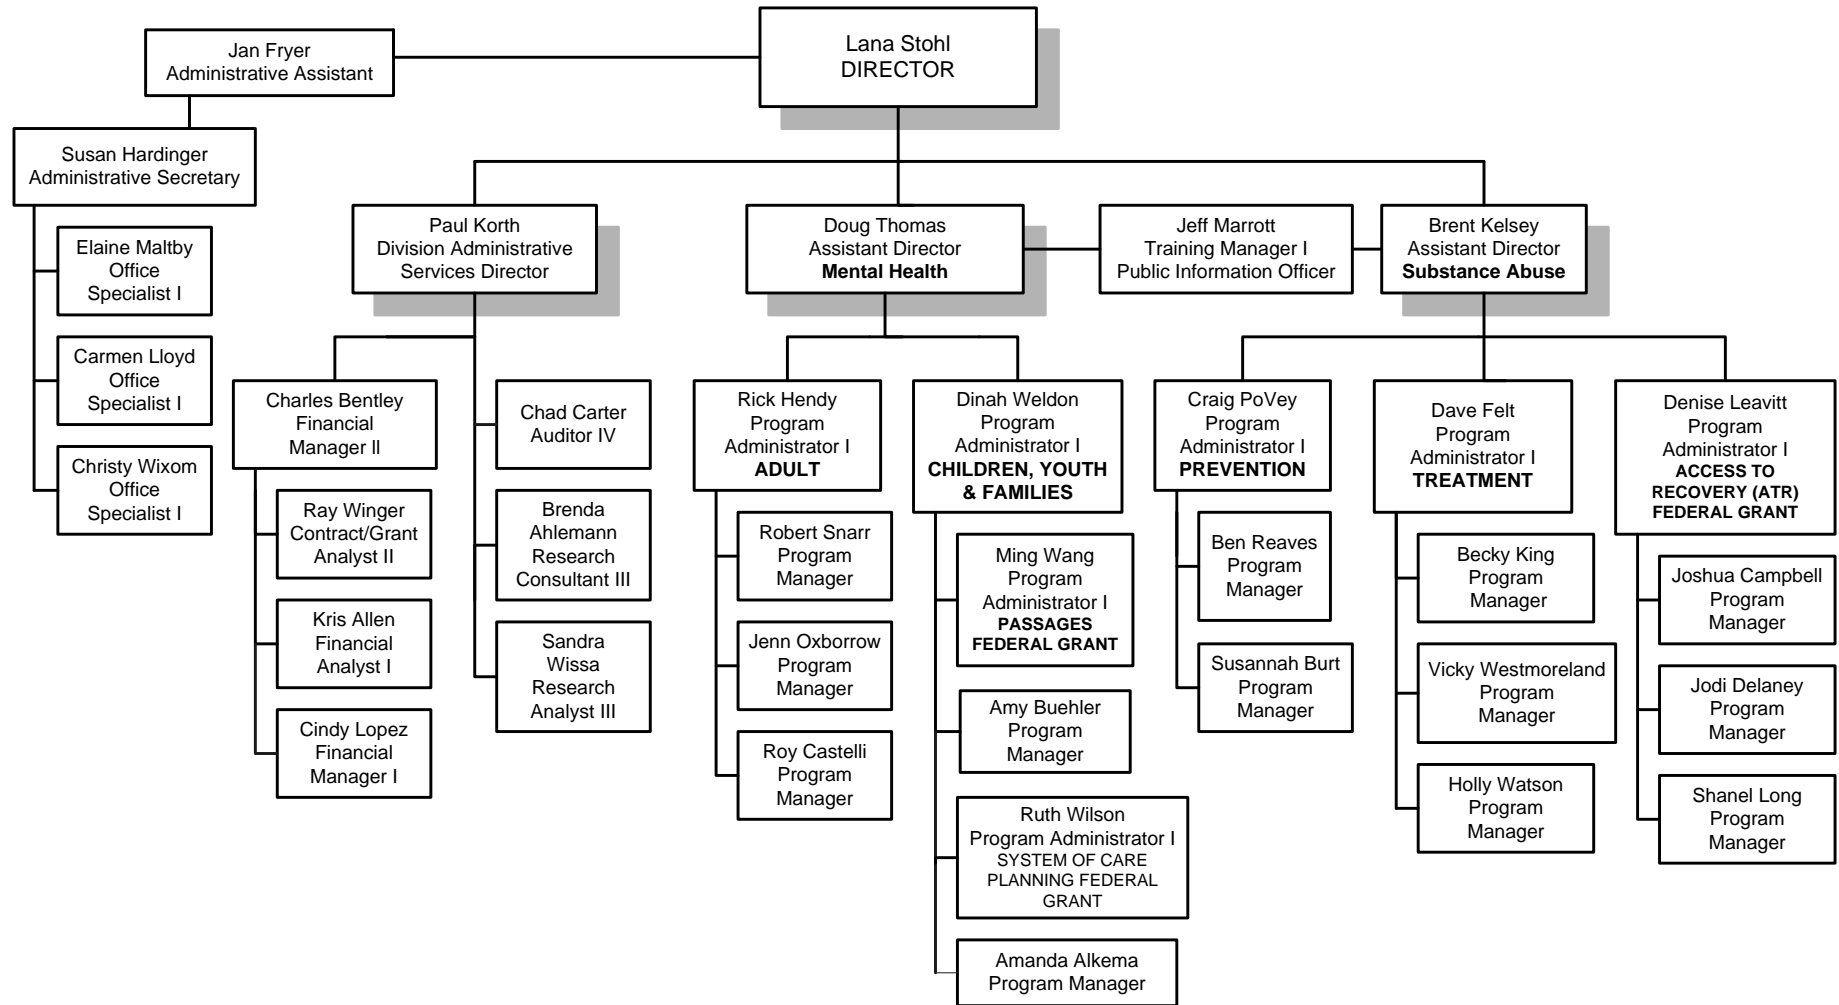 Jan Fryer
Administrative Assistant
Lana Stohl
DIRECTOR
Susan Hardinger
Administrative Secretary
Elaine Maltby
Office
Specialist I
Carmen Lloyd
Office
Specialist I
Christy Wixom
Office
Specialist I
Paul Korth
Division Administrative
Services Director
Charles Bentley
Financial
Manager II
Ray Winger
Contract/Grant
Analyst II
Kris Allen
Financial
Analyst I
Cindy Lopez
Financial
Manager I
Chad Carter
Auditor IV
Brenda
Ahlemann
Research
Consultant III
Sandra
Wissa
Research
Analyst III
Doug Thomas
Assistant Director
Mental Health
Jeff Marrott
Training Manager I
Public Information Officer
Brent Kelsey
Assistant Director
Substance Abuse
Rick Hendy
Program
Administrator I
ADULT
Robert Snarr
Program
Manager
Jenn Oxborrow
Program
Manager
Roy Castelli
Program
Manager
Dinah Weldon
Program
Administrator I
CHILDREN, YOUTH
& FAMILIES
Ming Wang
Program
Administrator I
PASSAGES
FEDERAL GRANT
Amy Buehler
Program
Manager
Ruth Wilson
Program Administrator I
SYSTEM OF CARE
PLANNING FEDERAL
GRANT
Amanda Alkema
Program Manager
Craig PoVey
Program
Administrator I
PREVENTION
Ben Reaves
Program
Manager
Susannah Burt
Program
Manager
Dave Felt
Program
Administrator I
TREATMENT
Becky King
Program
Manager
Vicky Westmoreland
Program
Manager
Holly Watson
Program
Manager
Denise Leavitt
Program
Administrator I
ACCESS TO
RECOVERY (ATR)
FEDERAL GRANT
Joshua Campbell
Program
Manager
Jodi Delaney
Program
Manager
Shanel Long
Program
Manager